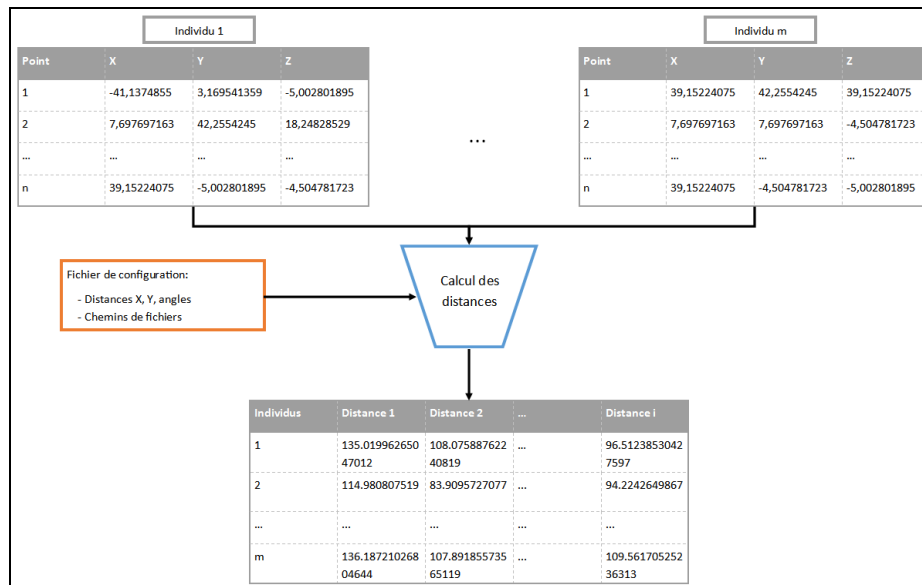 Individu 1
Point X Y Z
1 -41,1374855 3,169541359 -5,002801895
2 7,697697163 42,2554245 18,24828529
... ... ... ...
n 39,15224075 -5,002801895 -4,504781723
...
Individu m
Point X Y Z
1 39,15224075 42,2554245 39,15224075
2 7,697697163 7,697697163 -4,504781723
... ... ... ...
n 39,15224075 -4,504781723 -5,002801895
Fichier de configuration:
- Distances X, Y, angles
- Chemins de fichiers
Calcul des
distances
Individus Distance 1 Distance 2 ... Distance i
1 135.019962650 108.075887622 ... 96.5123853042
47012 40819 7597
2 114.980807519 83.9095727077 ... 94.2242649867
... ... ... ... ...
m 136.187210268 107.891855735 ... 109.561705252
04644 65119 36313